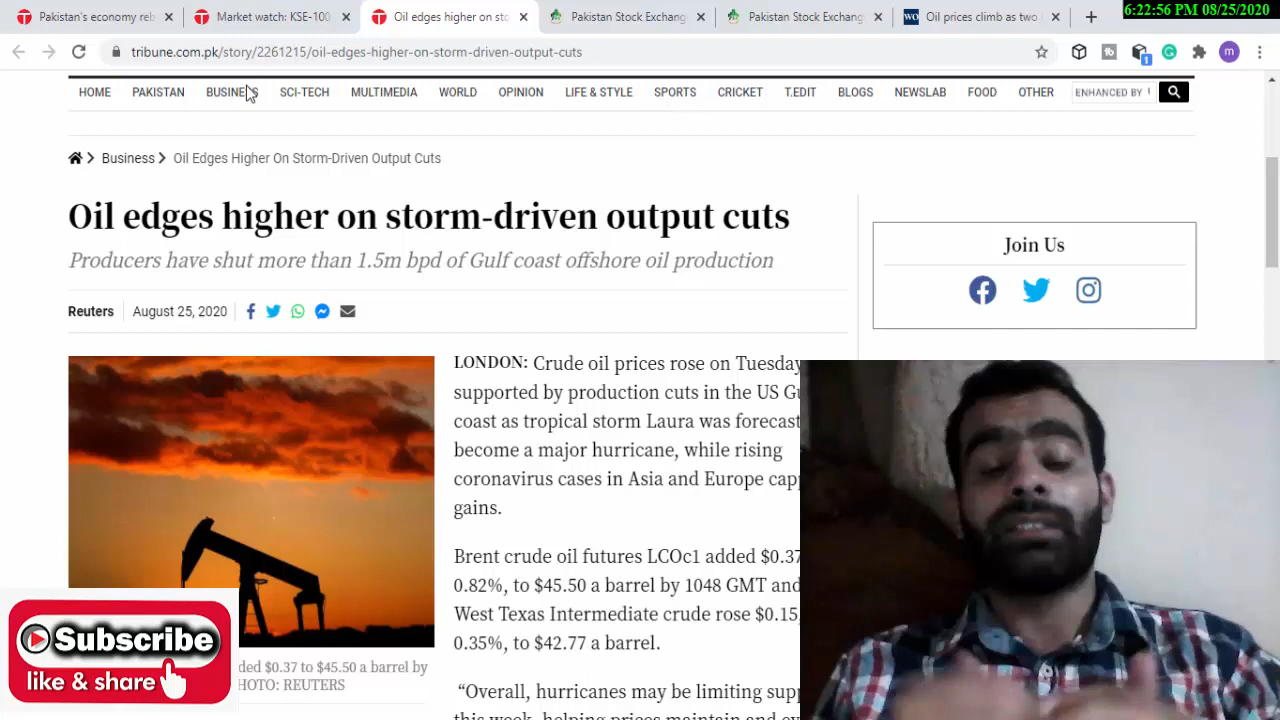 Pakistan's economy reb
Market watch: KSE-100
Oil edges higher on sto
Pakistan Stock Exchang
Pakistan Stock Exchang
Oil prices climb as two
6:22:56 PM 08/25/2020
tribune.com.pk/story/2261215/oil-edges-higher-on-storm-driven-output-cuts
HOME PAKISTAN BUSINESS SCI-TECH MULTIMEDIA WORLD OPINION LIFE & STYLE SPORTS CRICKET T.EDIT BLOGS NEWSLAB FOOD OTHER ENHANCED BY
Business Oil Edges Higher On Storm-Driven Output Cuts
Oil edges higher on storm-driven output cuts
Producers have shut more than 1.5m bpd of Gulf coast offshore oil production
Reuters August 25, 2020
Join Us
LONDON: Crude oil prices rose on Tuesday
supported by production cuts in the US Gu
coast as tropical storm Laura was forecast
become a major hurricane, while rising
coronavirus cases in Asia and Europe capp
gains.
Brent crude oil futures LCOc1 added $0.37
0.82%, to $45.50 a barrel by 1048 GMT and
West Texas Intermediate crude rose $0.15,
0.35%, to $42.77 a barrel.
“Overall, hurricanes may be limiting supp
this week, helping prices maintain and ev
ded $0.37 to $45.50 a barrel by
HOTO: REUTERS
Subscribe
like & share